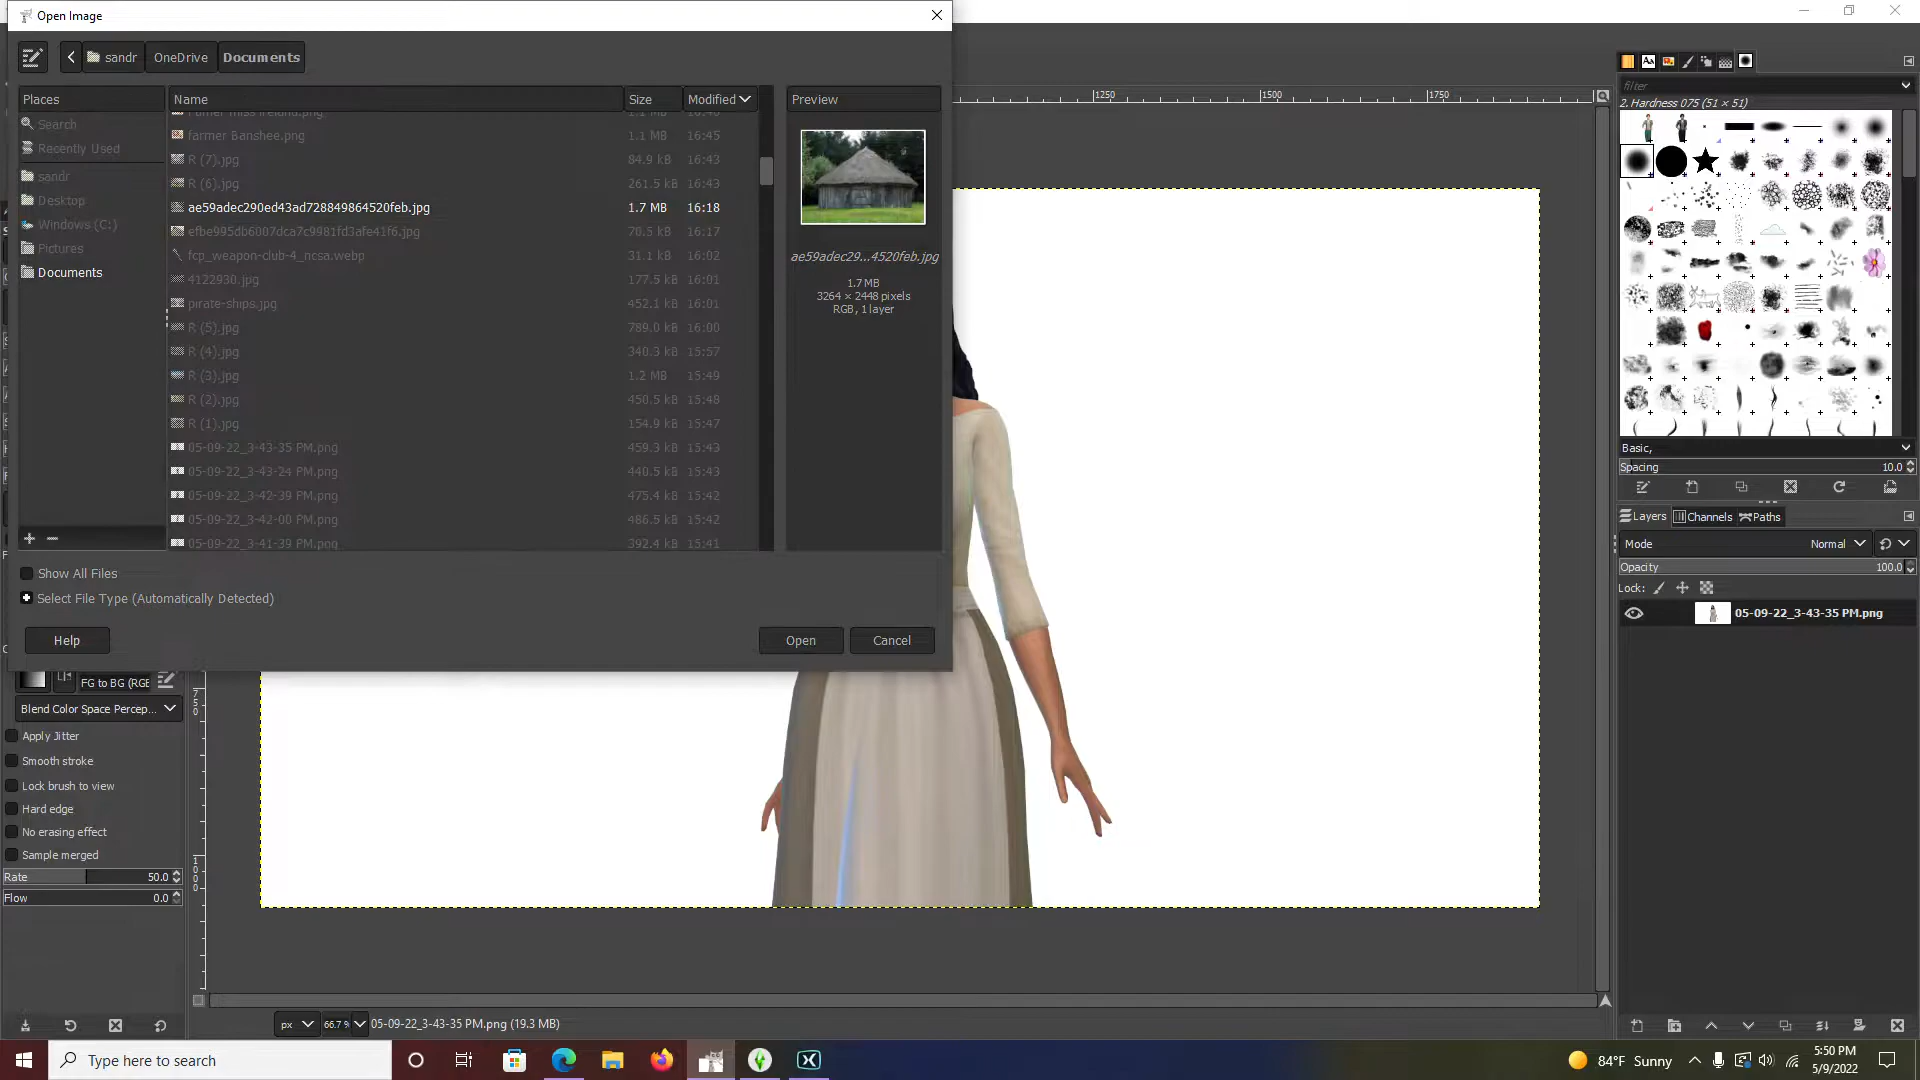 Open Image
sandr
OneDrive
Documents
Places
Name
Size
Modified
Preview
Search
Recently Used
sandr
Desktop
Windows (C:)
Pictures
Documents
farmer Banshee.png 1.1 MB 16:45
R (7).jpg 84.9 kB 16:43
R (6).jpg 261.5 kB 16:43
ae59adec290ed43ad728849864520feb.jpg 1.7 MB 16:18
efbe995db6007dca7c9981fd3afe41f6.jpg 70.5 kB 16:17
fcp_weapon-club-4_ncsa.webp 31.1 kB 16:02
4122930.jpg 177.5 kB 16:01
pirate-ships.jpg 452.1 kB 16:01
R (5).jpg 789.0 kB 16:00
R (4).jpg 340.3 kB 15:57
R (3).jpg 1.2 MB 15:49
R (2).jpg 450.5 kB 15:48
R (1).jpg 154.9 kB 15:47
05-09-22_3-43-35 PM.png 459.3 kB 15:43
05-09-22_3-43-24 PM.png 440.5 kB 15:43
05-09-22_3-42-39 PM.png 475.4 kB 15:42
05-09-22_3-42-00 PM.png 486.5 kB 15:42
05-09-22_3-41-39 PM.png 392.4 kB 15:41
ae59adec29...4520feb.jpg
1.7 MB
3264 × 2448 pixels
RGB, 1 layer
Show All Files
Select File Type (Automatically Detected)
Help
Open
Cancel
1250
1500
1750
FG to BG (RGB
Blend Color Space Percep...
Apply Jitter
Smooth stroke
Lock brush to view
Hard edge
No erasing effect
Sample merged
Rate 50.0
Flow 0.0
750
1000
px
66.7 %
05-09-22_3-43-35 PM.png (19.3 MB)
filter
2. Hardness 075 (51 × 51)
Basic,
Spacing 10.0
Layers
Channels
Paths
Mode Normal
Opacity 100.0
Lock:
05-09-22_3-43-35 PM.png
Type here to search
84°F Sunny
5:50 PM
5/9/2022